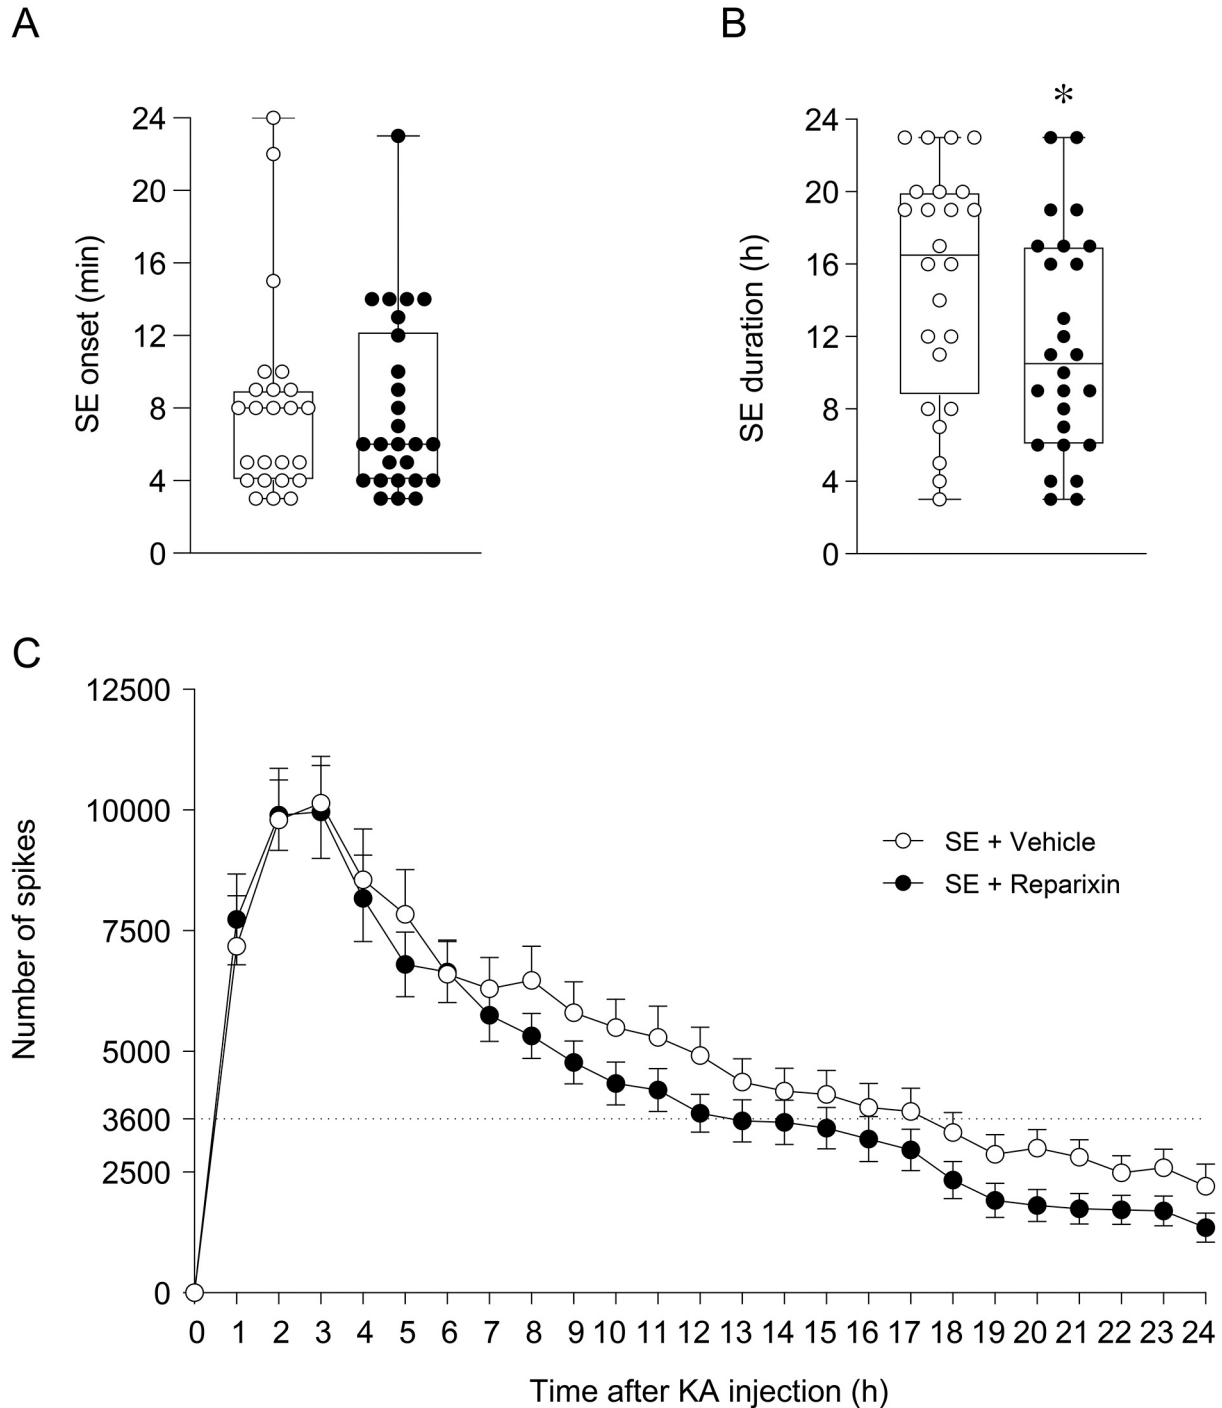 A
B
24
20
16
12
8
4
0
SE onset (min)
*
24
20
16
12
8
4
0
SE duration (h)
C
12500
10000
7500
5000
3600
2500
0
Number of spikes
SE + Vehicle
SE + Reparixin
0 1 2 3 4 5 6 7 8 9 10 11 12 13 14 15 16 17 18 19 20 21 22 23 24
Time after KA injection (h)